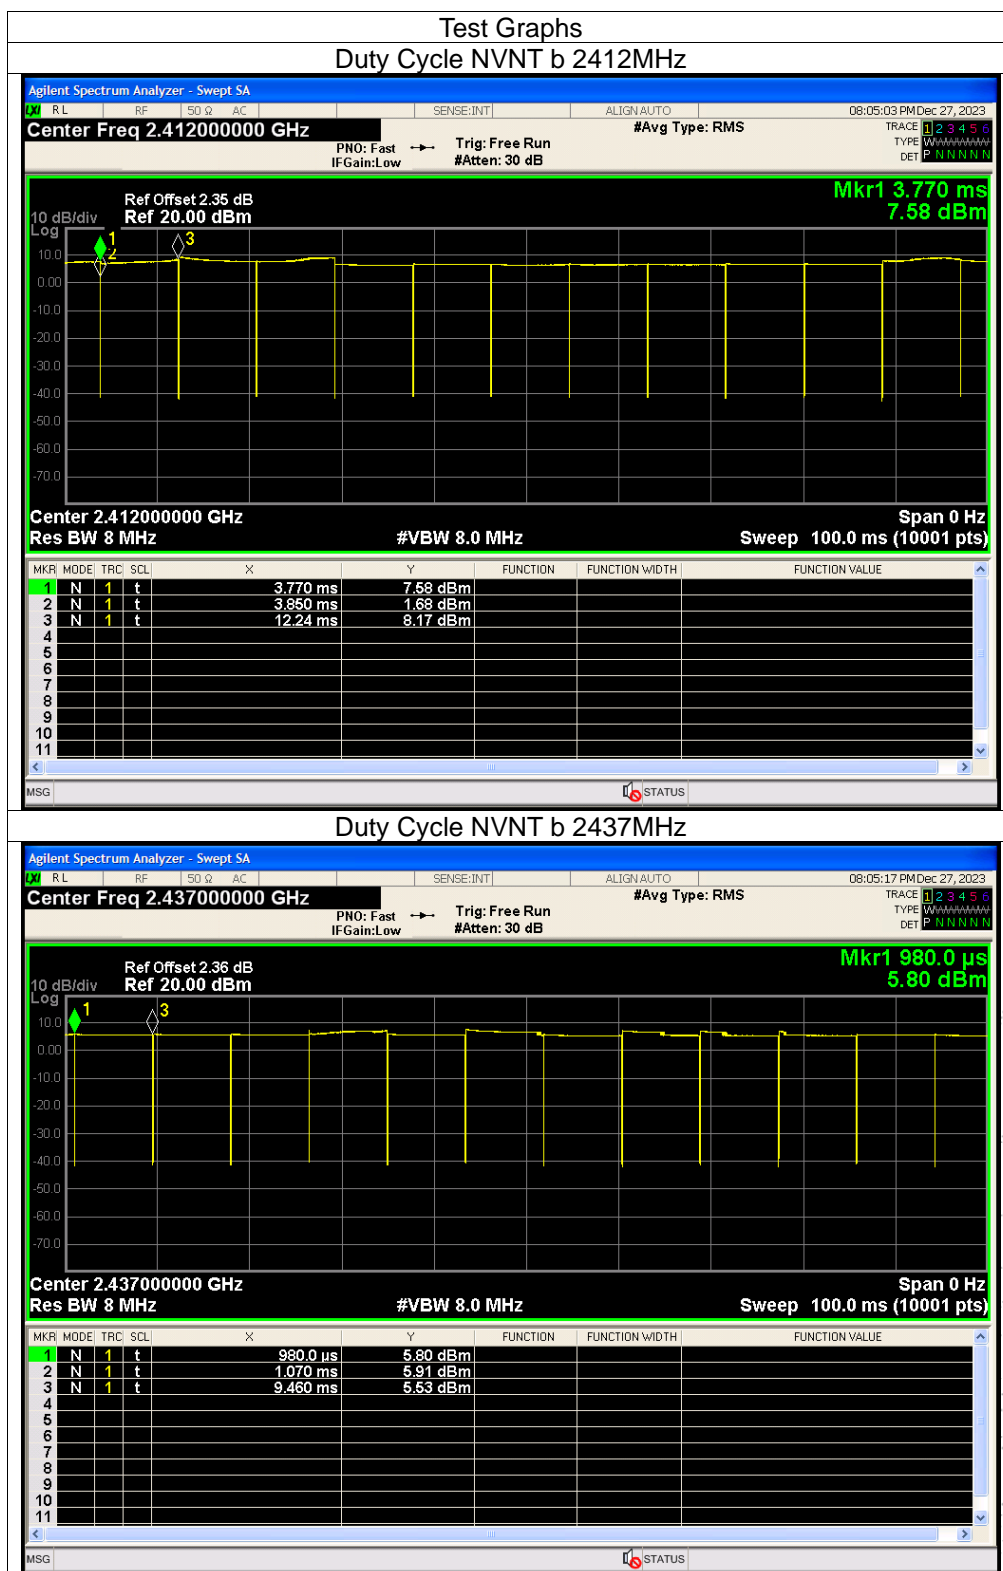 Test Graphs
Duty Cycle NVNT b 2412MHz
Agilent Spectrum Analyzer - Swept SA
LXI RL RF 50 Ω AC SENSE:INT ALIGN AUTO 08:05:03 PM Dec 27, 2023
Center Freq 2.412000000 GHz #Avg Type: RMS TRACE 1 2 3 4 5 6
PNO: Fast Trig: Free Run TYPE
IFGain:Low #Atten: 30 dB DET P N N N N N
Mkr1 3.770 ms
Ref Offset 2.35 dB
10 dB/div Ref 20.00 dBm 7.58 dBm
Log
1
2
3
10.0
0.00
-10.0
-20.0
-30.0
-40.0
-50.0
-60.0
-70.0
Center 2.412000000 GHz Span 0 Hz
Res BW 8 MHz #VBW 8.0 MHz Sweep 100.0 ms (10001 pts)
MKR MODE TRC SCL X Y FUNCTION FUNCTION WIDTH FUNCTION VALUE
1 N 1 t 3.770 ms 7.58 dBm
2 N 1 t 3.850 ms 1.68 dBm
3 N 1 t 12.24 ms 8.17 dBm
4
5
6
7
8
9
10
11
MSG STATUS
Duty Cycle NVNT b 2437MHz
Agilent Spectrum Analyzer - Swept SA
LXI RL RF 50 Ω AC SENSE:INT ALIGN AUTO 08:05:17 PM Dec 27, 2023
Center Freq 2.437000000 GHz #Avg Type: RMS TRACE 1 2 3 4 5 6
PNO: Fast Trig: Free Run TYPE
IFGain:Low #Atten: 30 dB DET P N N N N N
Mkr1 980.0 µs
Ref Offset 2.36 dB
10 dB/div Ref 20.00 dBm 5.80 dBm
Log
1
3
10.0
0.00
-10.0
-20.0
-30.0
-40.0
-50.0
-60.0
-70.0
Center 2.437000000 GHz Span 0 Hz
Res BW 8 MHz #VBW 8.0 MHz Sweep 100.0 ms (10001 pts)
MKR MODE TRC SCL X Y FUNCTION FUNCTION WIDTH FUNCTION VALUE
1 N 1 t 980.0 µs 5.80 dBm
2 N 1 t 1.070 ms 5.91 dBm
3 N 1 t 9.460 ms 5.53 dBm
4
5
6
7
8
9
10
11
MSG STATUS